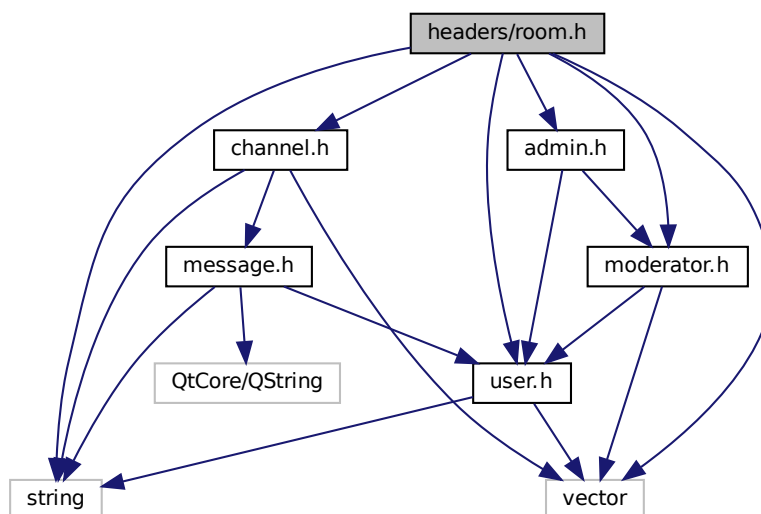 headers/room.h
channel.h
admin.h
message.h
moderator.h
QtCore/QString
user.h
string
vector